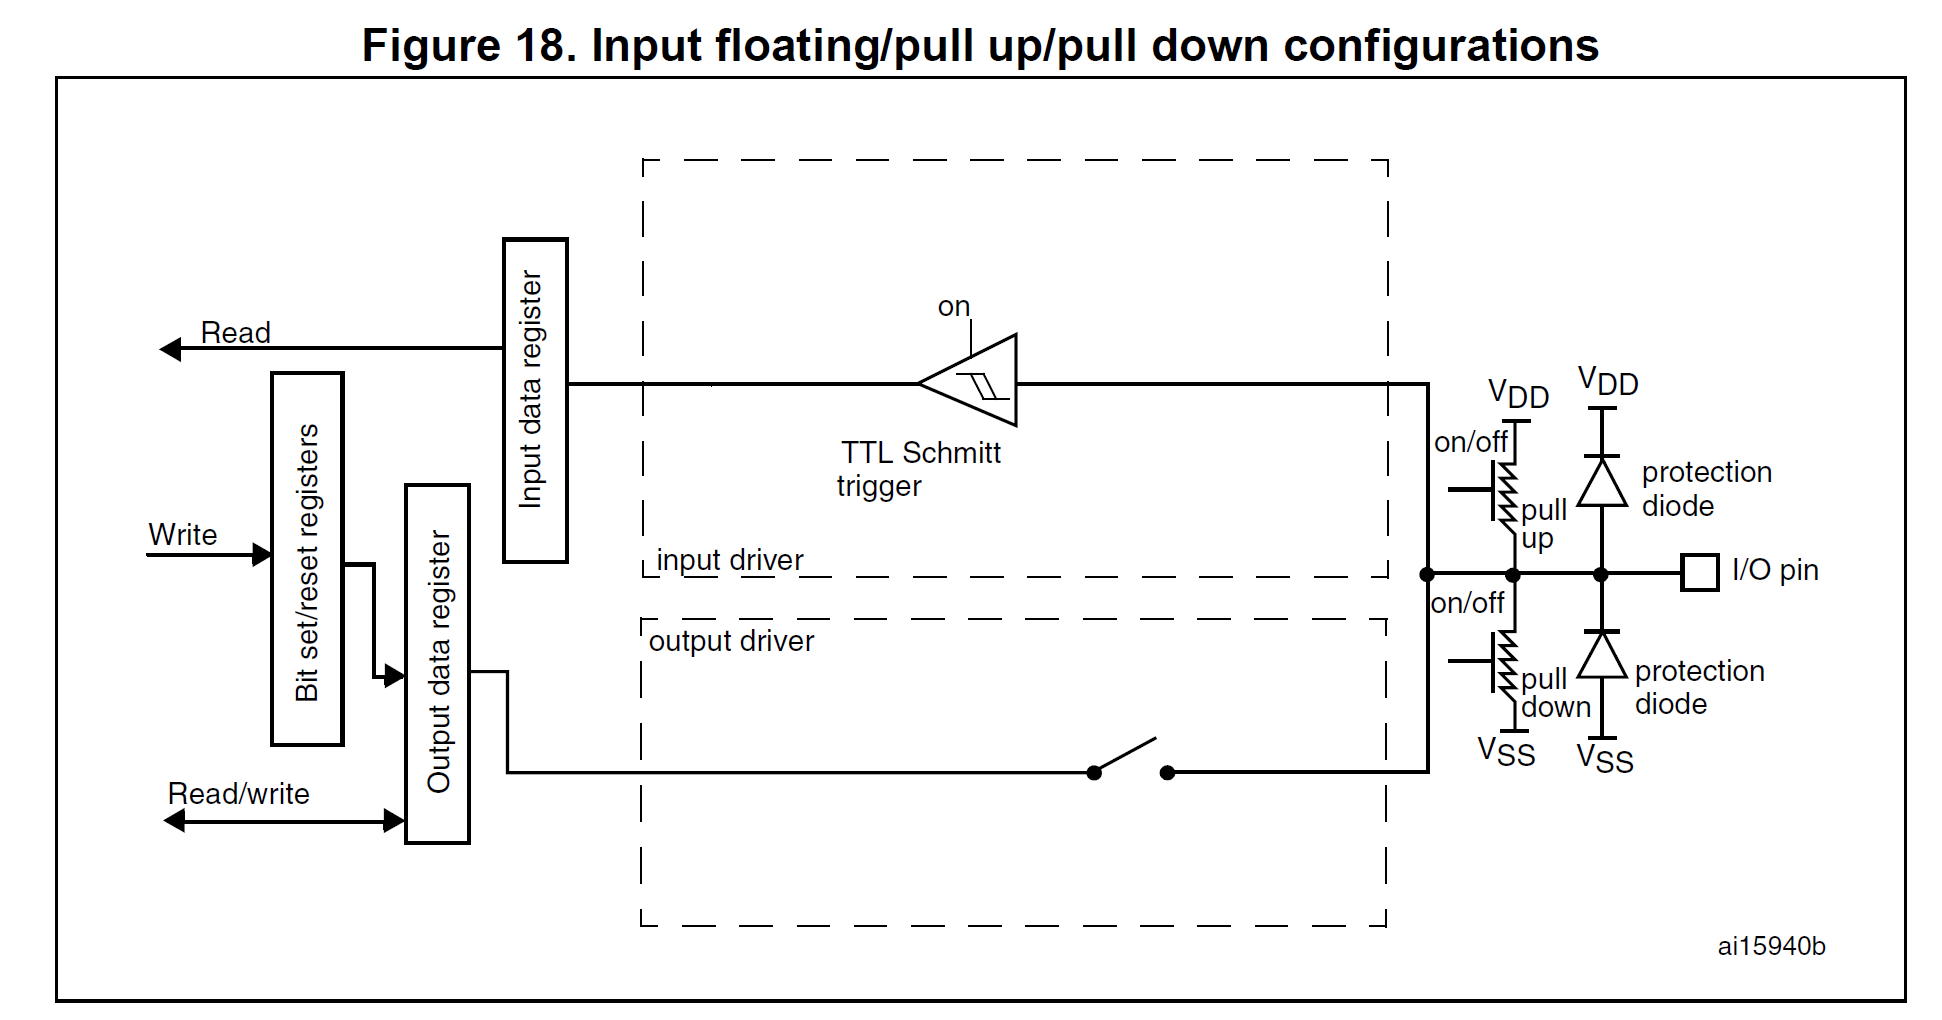 Figure 18. Input floating/pull up/pull down configurations
on
Read
Input data register
TTL Schmitt
trigger
VDD
VDD
on/off
protection
diode
pull
up
Write
Bit set/reset registers
Output data register
input driver
I/O pin
on/off
output driver
protection
diode
pull
down
VSS
VSS
Read/write
ai15940b